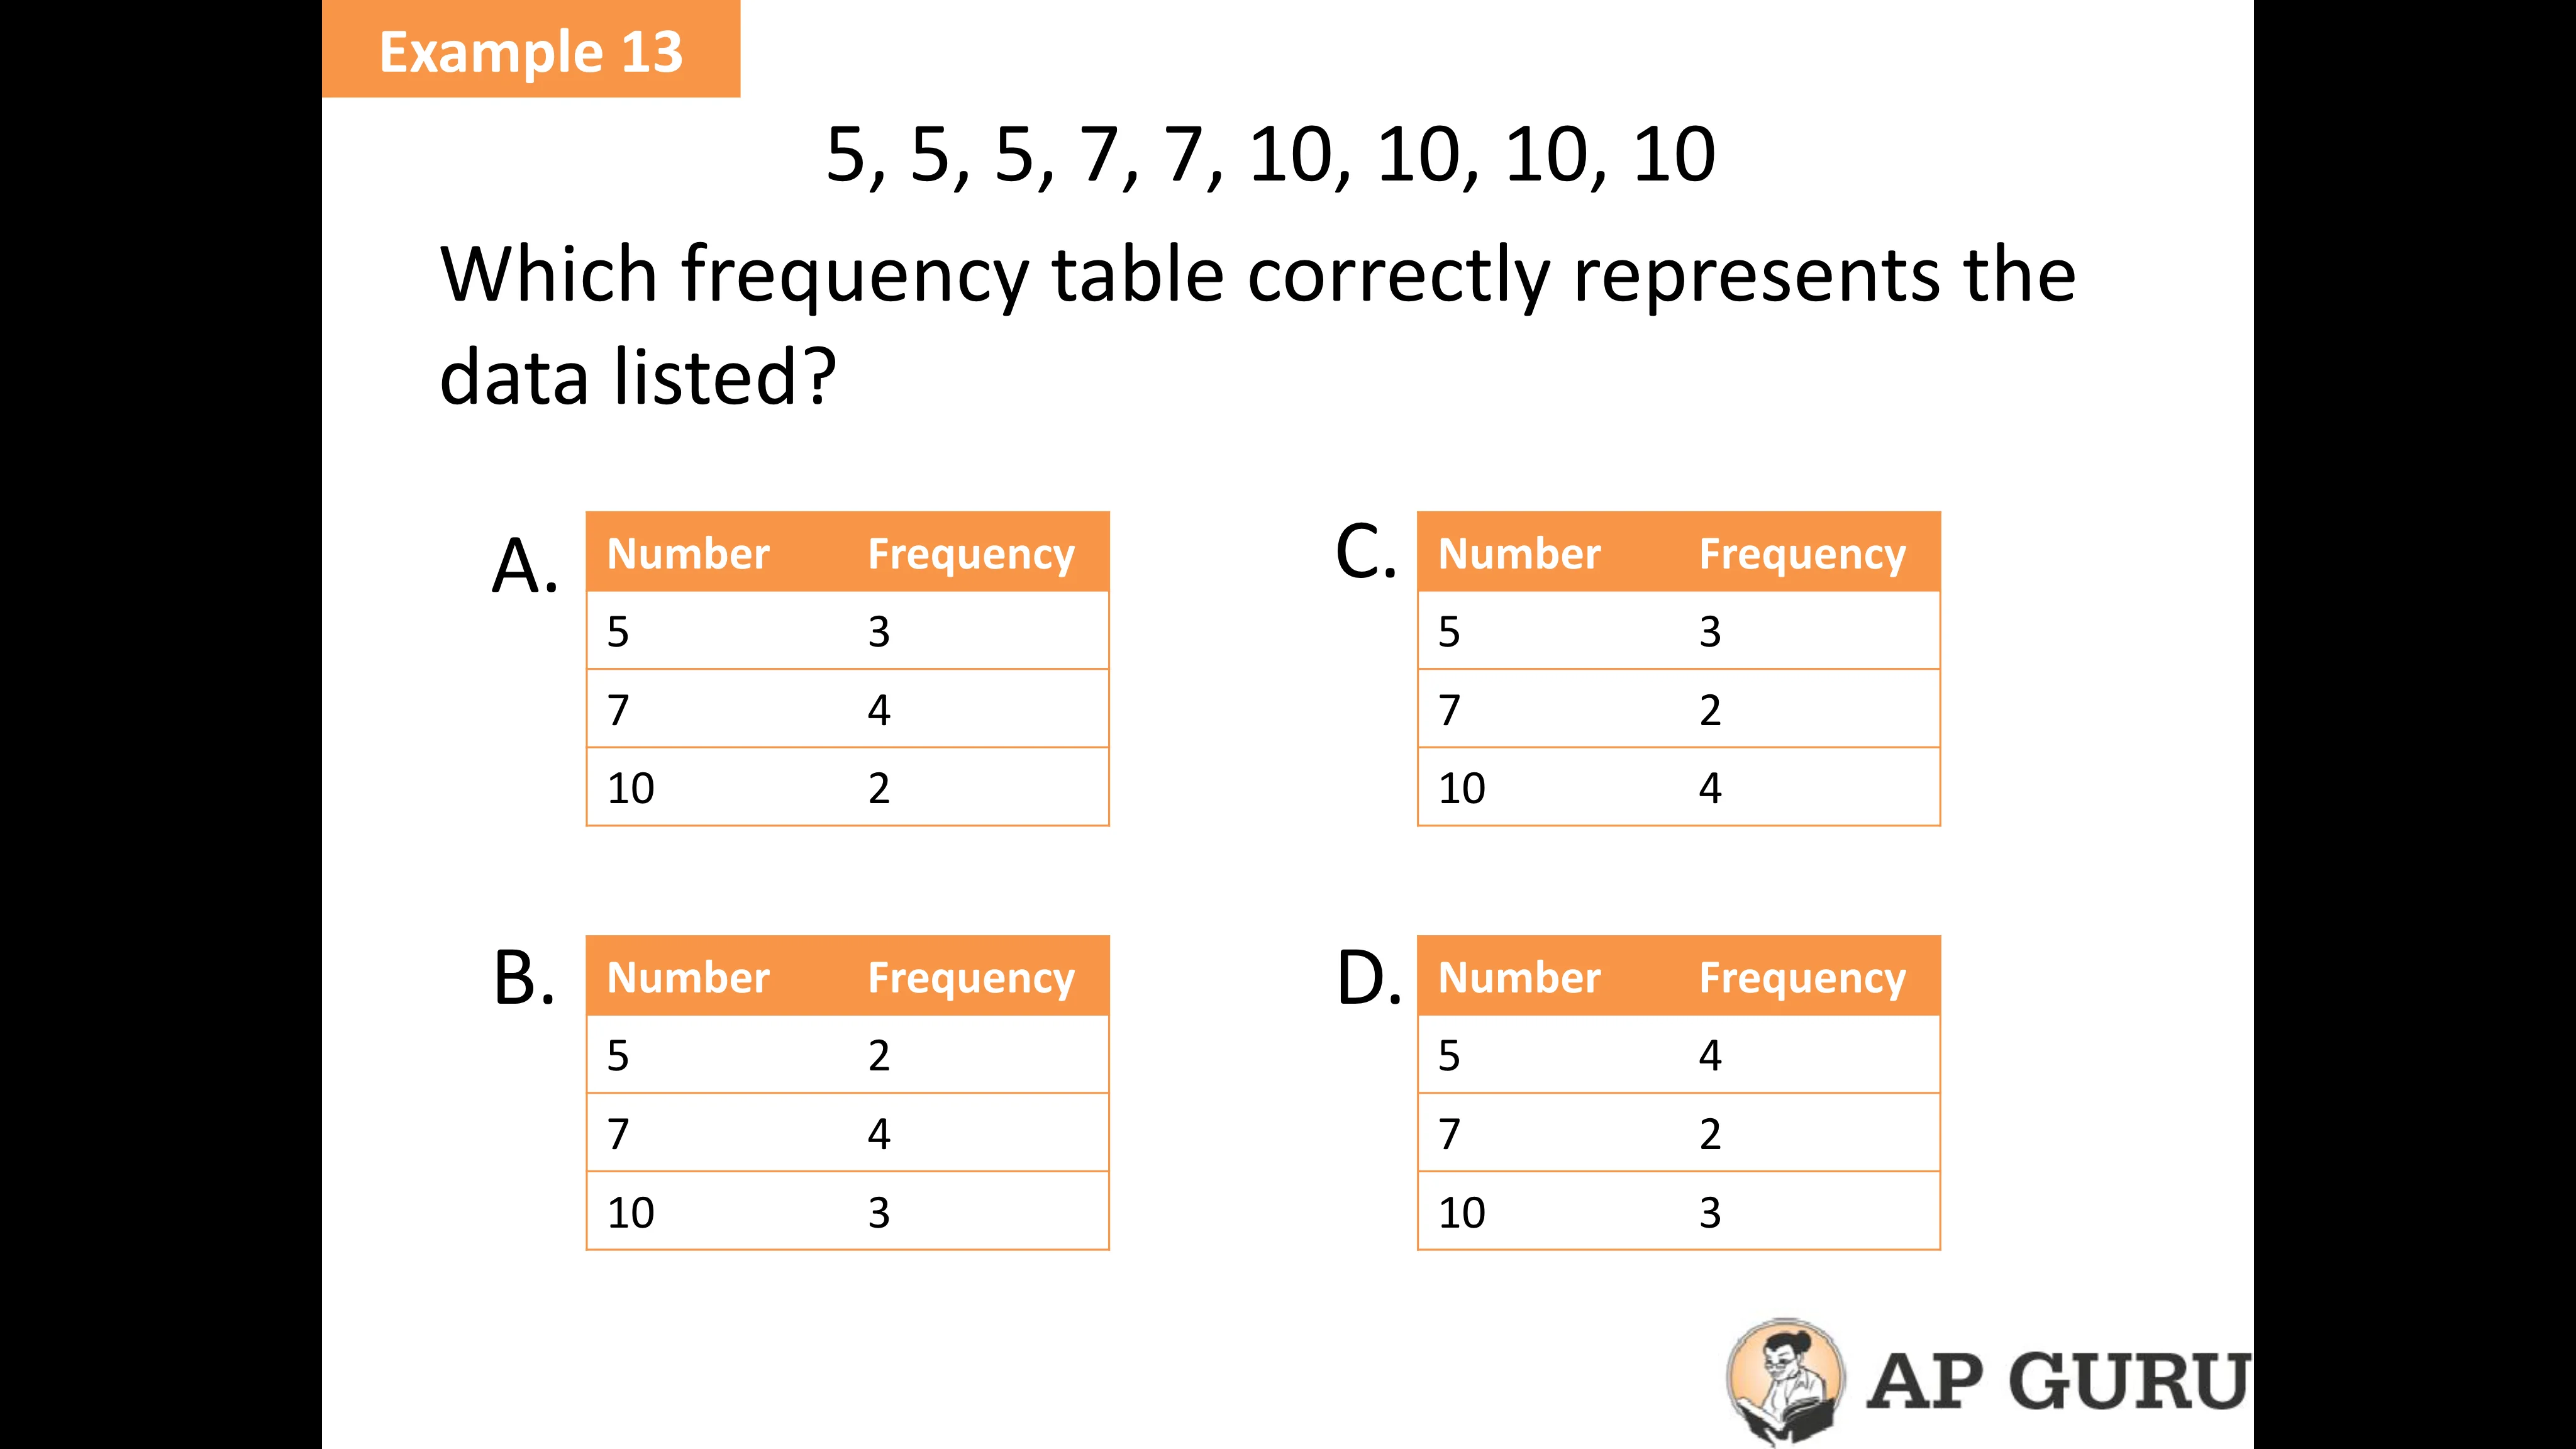 Example 13
5, 5, 5, 7, 7, 10, 10, 10, 10
Which frequency table correctly represents the
data listed?
A.
Number Frequency
5 3
7 4
10 2
B.
Number Frequency
5 2
7 4
10 3
C.
Number Frequency
5 3
7 2
10 4
D.
Number Frequency
5 4
7 2
10 3
AP GURU